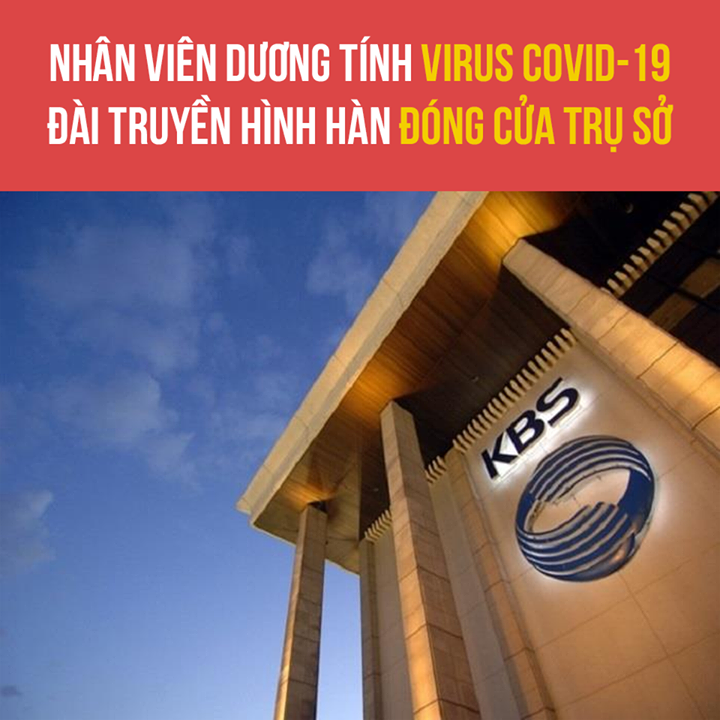 NHÂN VIÊN DƯƠNG TÍNH VIRUS COVID-19
ĐÀI TRUYỀN HÌNH HÀN ĐÓNG CỬA TRỤ SỞ
KBS